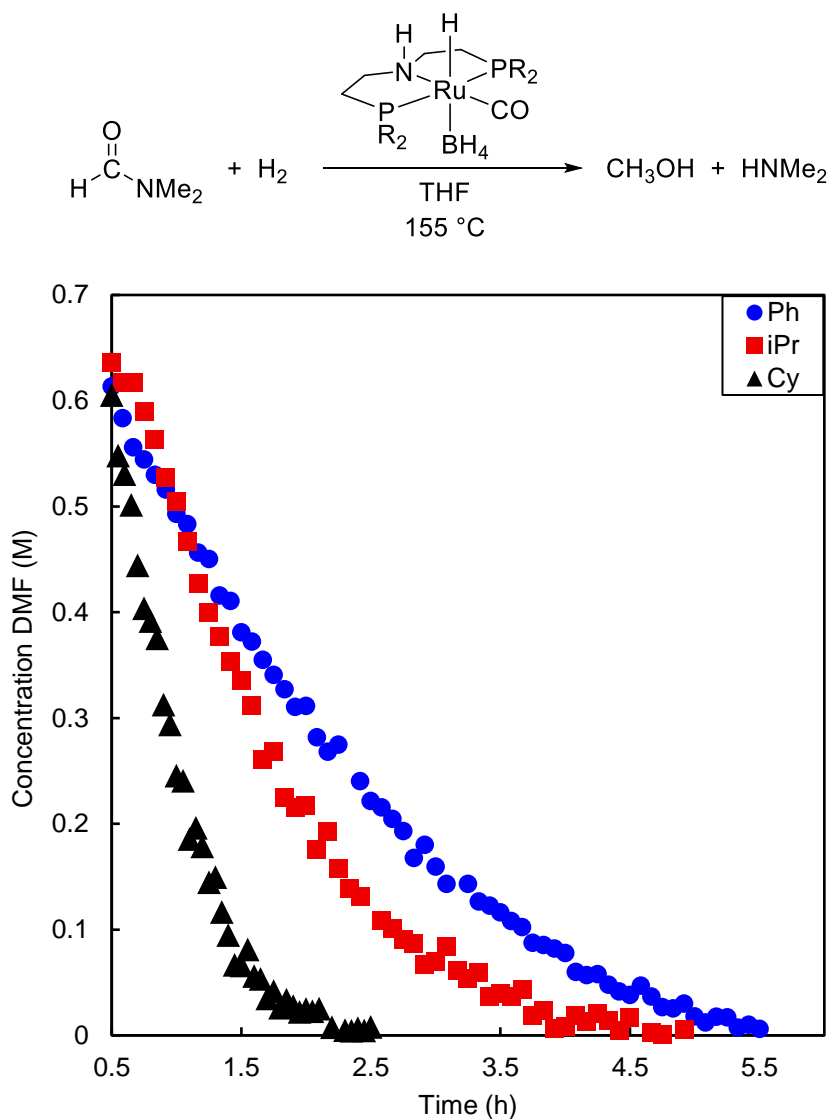 H
H
N
PR2
Ru
P
CO
R2
BH4
O
C
H
NMe2
+ H2
THF
155 °C
CH3OH + HNMe2
0.7
Ph
iPr
Cy
0.6
0.5
0.4
0.3
0.2
0.1
0
Concentration DMF (M)
0.5 1.5 2.5 3.5 4.5 5.5
Time (h)